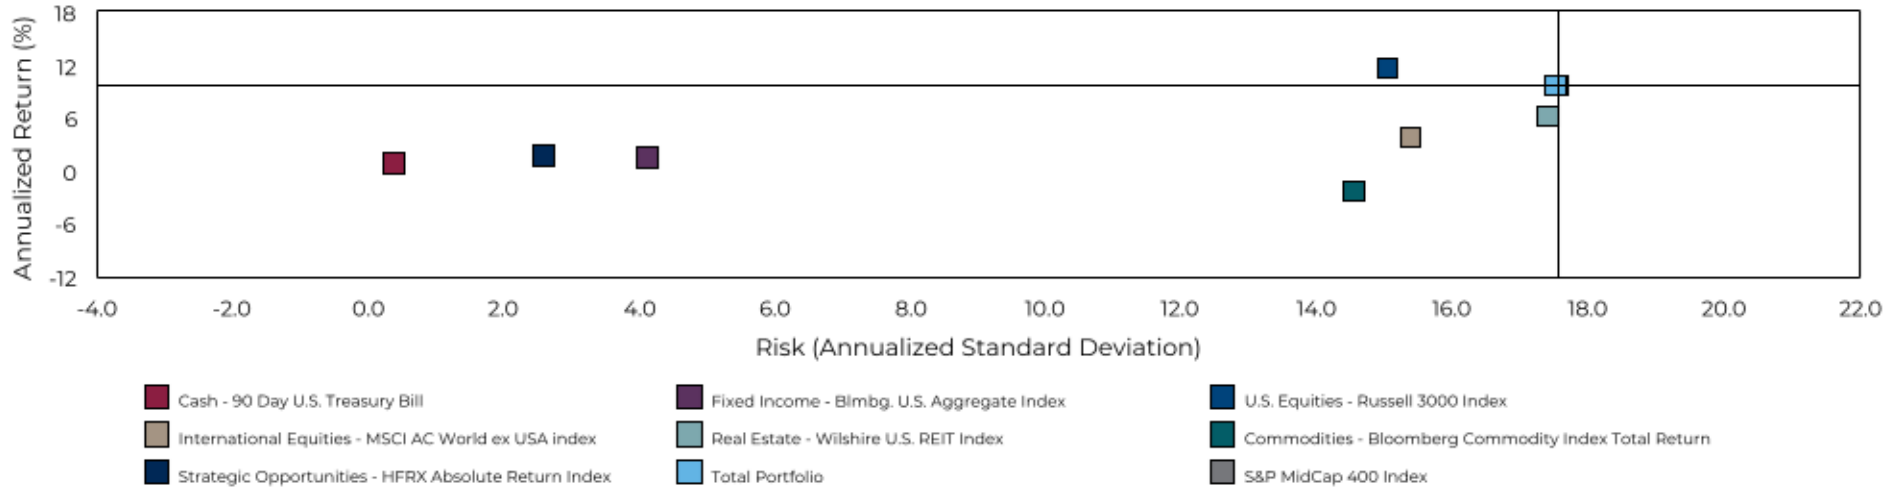 Annualized Return (%)
18
12
6
0
-6
-12
-4.0 -2.0 0.0 2.0 4.0 6.0 8.0 10.0 12.0 14.0 16.0 18.0 20.0 22.0
Risk (Annualized Standard Deviation)
Cash - 90 Day U.S. Treasury Bill Fixed Income - Blmbg. U.S. Aggregate Index U.S. Equities - Russell 3000 Index
International Equities - MSCI AC World ex USA index Real Estate - Wilshire U.S. REIT Index Commodities - Bloomberg Commodity Index Total Return
Strategic Opportunities - HFRX Absolute Return Index Total Portfolio S&P MidCap 400 Index